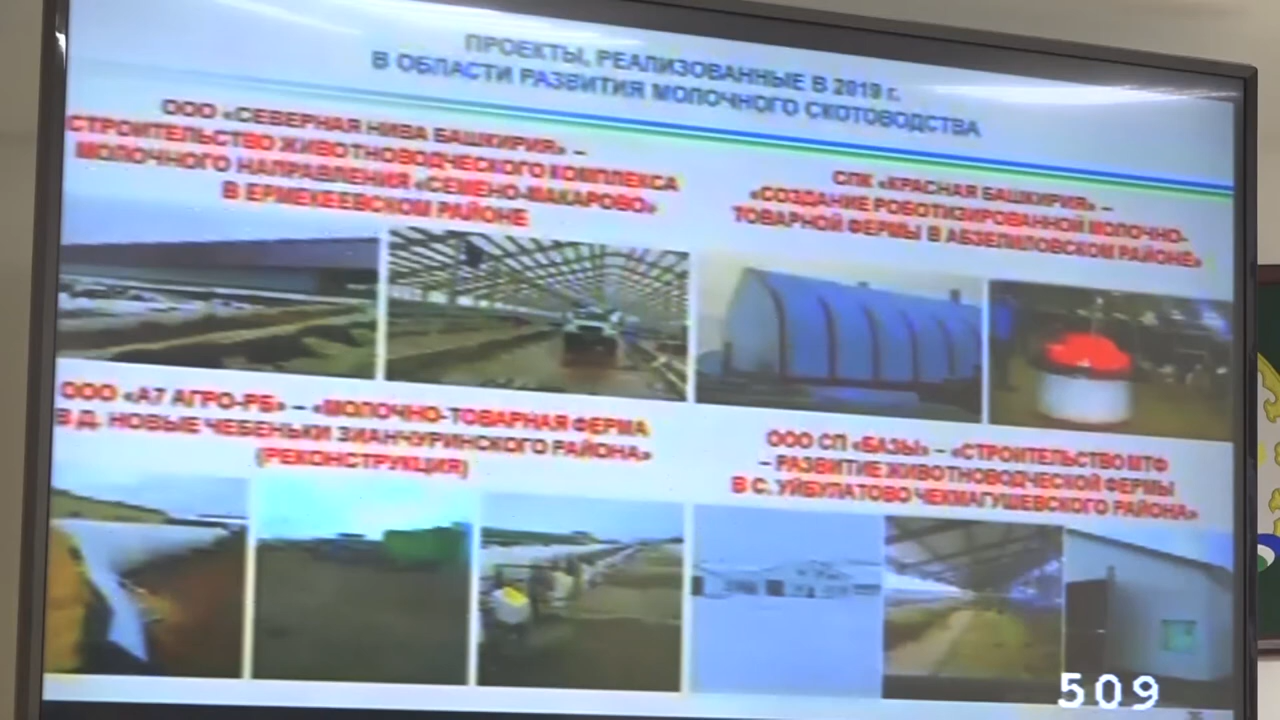 ПРОЕКТЫ, РЕАЛИЗОВАННЫЕ В 2019 г.
В ОБЛАСТИ РАЗВИТИЯ МОЛОЧНОГО СКОТОВОДСТВА
ООО «СЕВЕРНАЯ НИВА БАШКИРИЯ» –
СТРОИТЕЛЬСТВО ЖИВОТНОВОДЧЕСКОГО КОМПЛЕКСА
МОЛОЧНОГО НАПРАВЛЕНИЯ «СЕМЕНО-МАКАРОВО»
В ЕРМЕКЕЕВСКОМ РАЙОНЕ
СПК «КРАСНАЯ БАШКИРИЯ» –
«СОЗДАНИЕ РОБОТИЗИРОВАННОЙ МОЛОЧНО-
ТОВАРНОЙ ФЕРМЫ В АБЗЕЛИЛОВСКОМ РАЙОНЕ»
ООО «А7 АГРО-РБ» – «МОЛОЧНО-ТОВАРНАЯ ФЕРМА
В Д. НОВЫЕ ЧЕБЕНЬКИ ЗИАНЧУРИНСКОГО РАЙОНА»
(РЕКОНСТРУКЦИЯ)
ООО СП «БАЗЫ» – «СТРОИТЕЛЬСТВО МТФ
– РАЗВИТИЕ ЖИВОТНОВОДЧЕСКОЙ ФЕРМЫ
В С. УЙБУЛАТОВО ЧЕКМАГУШЕВСКОГО РАЙОНА»
509